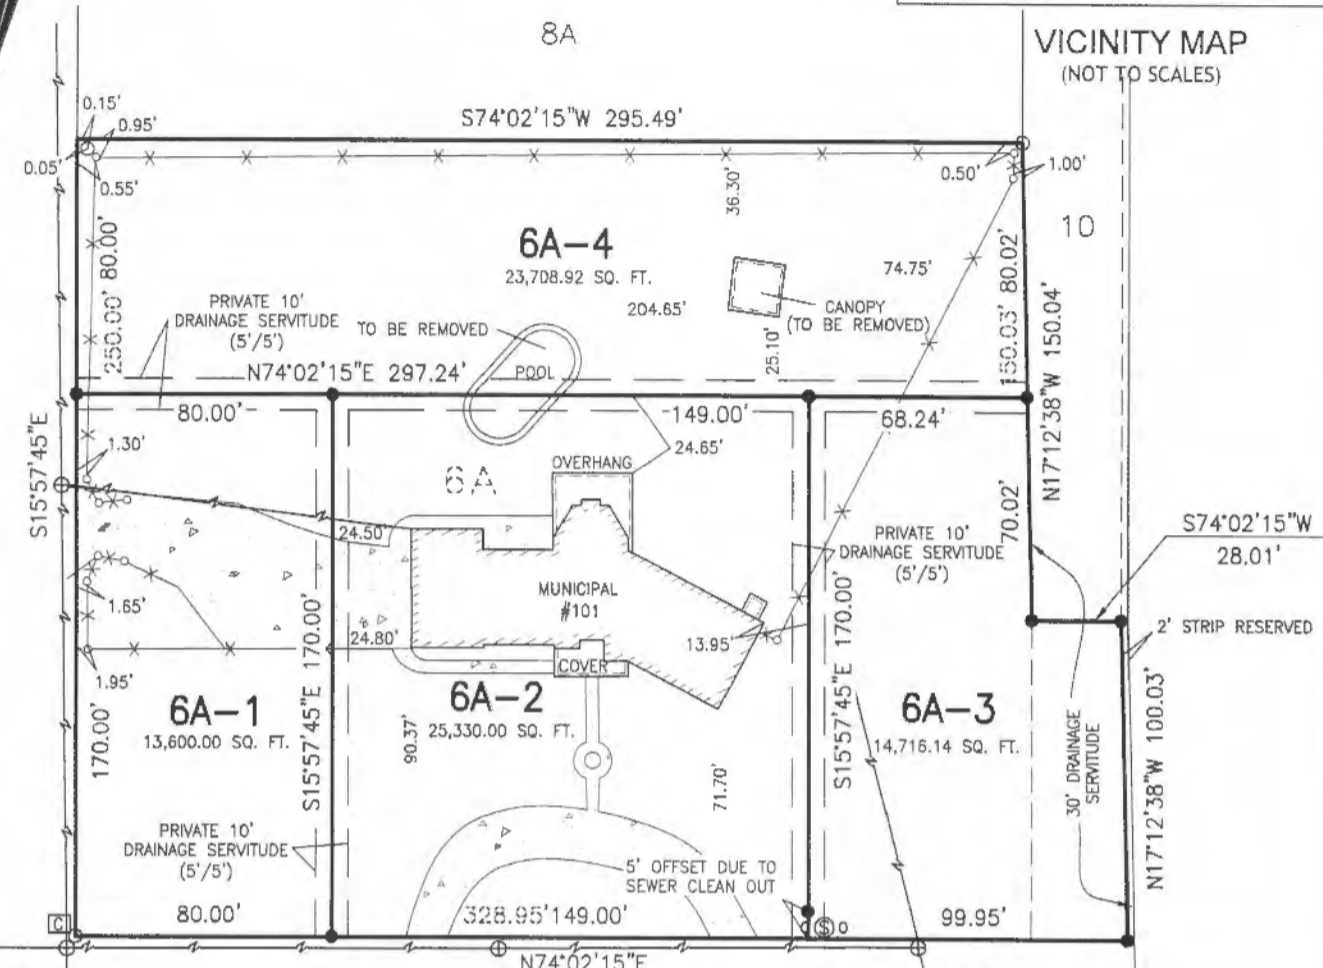 8A
VICINITY MAP
(NOT TO SCALES)
S74°02'15"W 295.49'
0.15'
0.95'
0.05'
0.55'
0.50'
1.00'
36.30'
10
6A-4
23,708.92 SQ. FT.
204.65'
74.75'
CANOPY
(TO BE REMOVED)
25.10'
250.00'
80.00'
PRIVATE 10'
DRAINAGE SERVITUDE
(5'/5')
TO BE REMOVED
POOL
N74°02'15"E 297.24'
150.03'
80.02'
N17°12'38"W 150.04'
80.00'
149.00'
68.24'
24.65'
S15°57'45"E
1.30'
6A
OVERHANG
70.02'
S74°02'15"W
28.01'
24.50'
PRIVATE 10'
DRAINAGE SERVITUDE
(5'/5')
MUNICIPAL
#101
1.65'
24.80'
13.95'
2' STRIP RESERVED
COVER
1.95'
S15°57'45"E 170.00'
S15°57'45"E 170.00'
6A-1
13,600.00 SQ. FT.
6A-2
25,330.00 SQ. FT.
6A-3
14,716.14 SQ. FT.
170.00'
90.37'
71.70'
30' DRAINAGE
SERVITUDE
N17°12'38"W 100.03'
PRIVATE 10'
DRAINAGE SERVITUDE
(5'/5')
5' OFFSET DUE TO
SEWER CLEAN OUT
C
80.00'
328.95'
149.00'
S
99.95'
N74°02'15"E